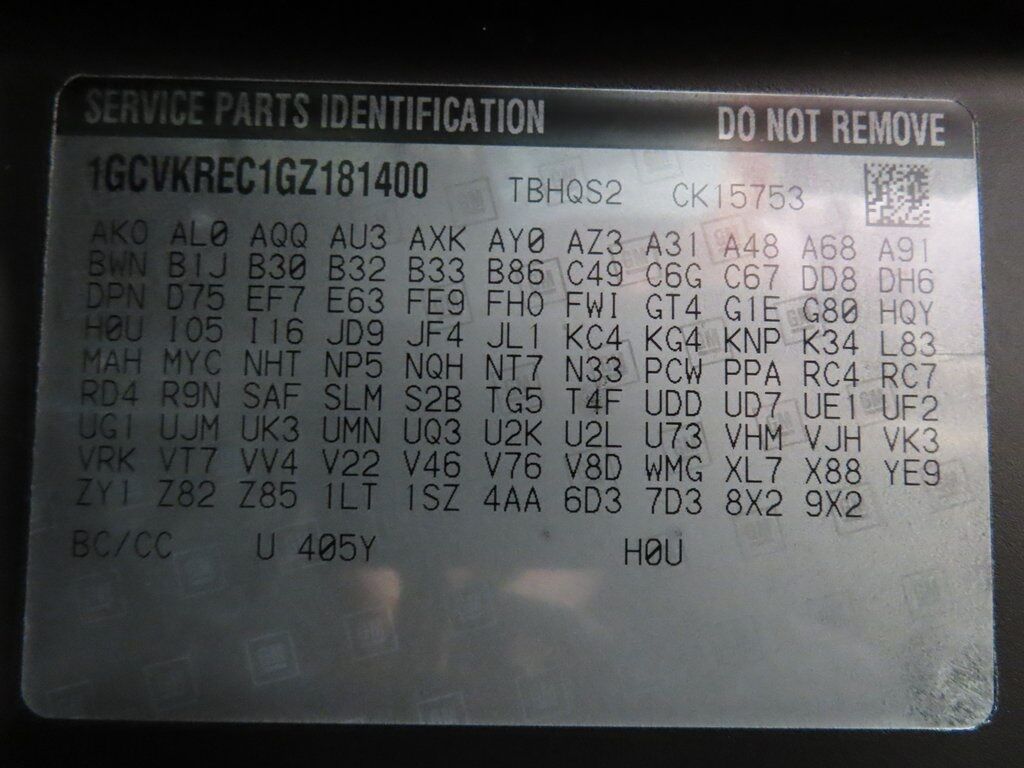 SERVICE PARTS IDENTIFICATION DO NOT REMOVE
1GCVKREC1GZ181400 TBHQS2 CK15753
AKO AL0 AQQ AU3 AXK AY0 AZ3 A31 A48 A68 A91
BWN B1J B30 B32 B33 B86 C49 C6G C67 DD8 DH6
DPN D75 EF7 E63 FE9 FHO FWI GT4 G1E G80 HQY
H0U IO5 I16 JD9 JF4 JL1 KC4 KG4 KNP K34 L83
MAH MYC NHT NP5 NQH NT7 N33 PCW PPA RC4 RC7
RD4 R9N SAF SLM S2B TG5 T4F UDD UD7 UE1 UF2
UG1 UJM UK3 UMN UQ3 U2K U2L U73 VHM VJH VK3
VRK VT7 VV4 V22 V46 V76 V8D WMG XL7 X88 YE9
ZY1 Z82 Z85 1LT 1SZ 4AA 6D3 7D3 8X2 9X2
BC/CC U 405Y H0U